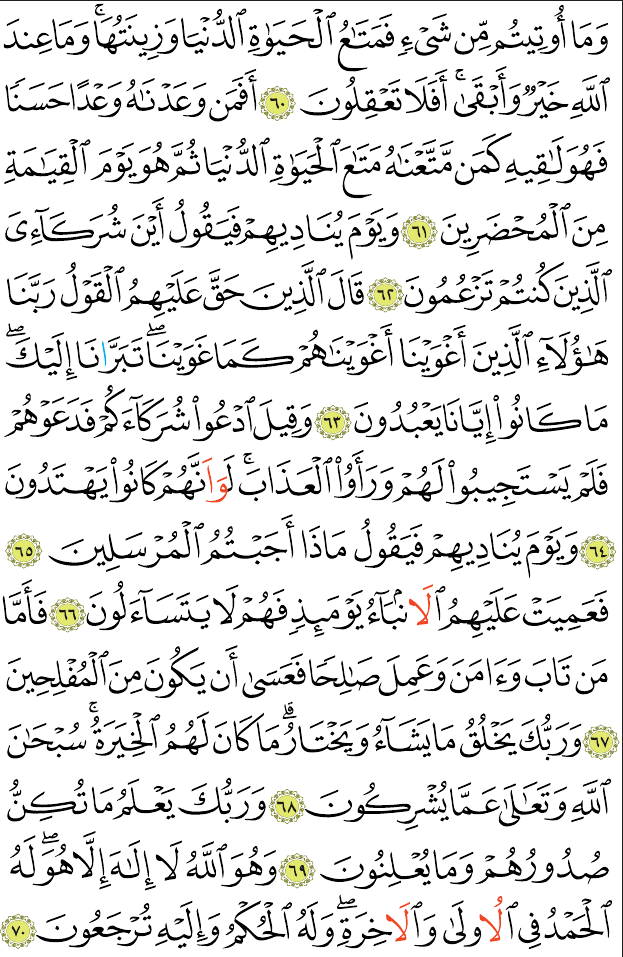 وَمَا أُوتِيتُم مِّن شَيْءٍ فَمَتَٰعُ ٱلْحَيَوٰةِ ٱلدُّنْيَا وَزِينَتُهَاۚ وَمَا عِندَ
ٱللَّهِ خَيْرٌ وَأَبْقَىٰۚ أَفَلَا تَعْقِلُونَ ٦٠ أَفَمَن وَعَدْنَٰهُ وَعْدًا حَسَنًا
فَهُوَ لَٰقِيهِ كَمَن مَّتَّعْنَٰهُ مَتَٰعَ ٱلْحَيَوٰةِ ٱلدُّنْيَا ثُمَّ هُوَ يَوْمَ ٱلْقِيَٰمَةِ
مِنَ ٱلْمُحْضَرِينَ ٦١ وَيَوْمَ يُنَادِيهِمْ فَيَقُولُ أَيْنَ شُرَكَآءِىَ
ٱلَّذِينَ كُنتُمْ تَزْعُمُونَ ٦٢ قَالَ ٱلَّذِينَ حَقَّ عَلَيْهِمُ ٱلْقَوْلُ رَبَّنَا
هَٰٓؤُلَآءِ ٱلَّذِينَ أَغْوَيْنَا أَغْوَيْنَٰهُمْ كَمَا غَوَيْنَاۖ تَبَرَّانَا إِلَيْكَۖ
مَا كَانُوا۟ إِيَّانَا يَعْبُدُونَ ٦٣ وَقِيلَ ٱدْعُوا۟ شُرَكَآءَكُمْ فَدَعَوْهُمْ
فَلَمْ يَسْتَجِيبُوا۟ لَهُمْ وَرَأَوُا۟ ٱلْعَذَابَۚ لَوَ اَنَّهُمْ كَانُوا۟ يَهْتَدُونَ
٦٤ وَيَوْمَ يُنَادِيهِمْ فَيَقُولُ مَاذَا أَجَبْتُمُ ٱلْمُرْسَلِينَ ٦٥
فَعَمِيَتْ عَلَيْهِمُ ٱلَانۢبَآءُ يَوْمَئِذٍ فَهُمْ لَا يَتَسَآءَلُونَ ٦٦ فَأَمَّا
مَن تَابَ وَءَامَنَ وَعَمِلَ صَٰلِحًا فَعَسَىٰ أَن يَكُونَ مِنَ ٱلْمُفْلِحِينَ
٦٧ وَرَبُّكَ يَخْلُقُ مَا يَشَآءُ وَيَخْتَارُۗ مَا كَانَ لَهُمُ ٱلْخِيَرَةُۚ سُبْحَٰنَ
ٱللَّهِ وَتَعَٰلَىٰ عَمَّا يُشْرِكُونَ ٦٨ وَرَبُّكَ يَعْلَمُ مَا تُكِنُّ
صُدُورُهُمْ وَمَا يُعْلِنُونَ ٦٩ وَهُوَ ٱللَّهُ لَا إِلَٰهَ إِلَّا هُوَۖ لَهُ
ٱلْحَمْدُ فِى ٱلُاولَىٰ وَٱلَاخِرَةِۖ وَلَهُ ٱلْحُكْمُ وَإِلَيْهِ تُرْجَعُونَ ٧٠